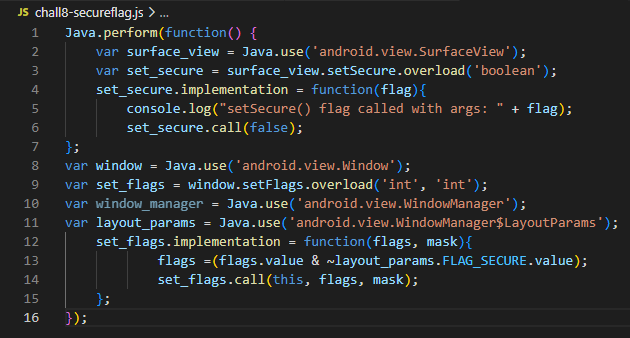 JS chall8-secureflag.js > ...
1 Java.perform(function() {
2     var surface_view = Java.use('android.view.SurfaceView');
3     var set_secure = surface_view.setSecure.overload('boolean');
4     set_secure.implementation = function(flag){
5         console.log("setSecure() flag called with args: " + flag);
6         set_secure.call(false);
7 };
8 var window = Java.use('android.view.Window');
9 var set_flags = window.setFlags.overload('int', 'int');
10 var window_manager = Java.use('android.view.WindowManager');
11 var layout_params = Java.use('android.view.WindowManager$LayoutParams');
12     set_flags.implementation = function(flags, mask){
13             flags =(flags.value & ~layout_params.FLAG_SECURE.value);
14             set_flags.call(this, flags, mask);
15     };
16 });